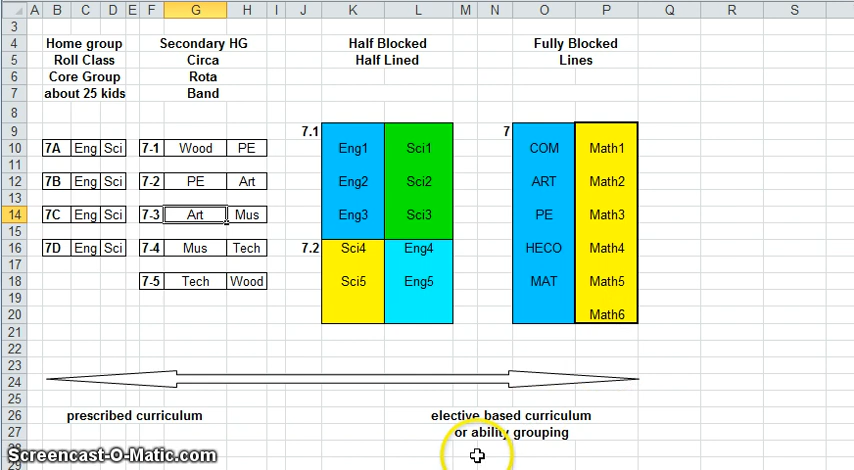 A B C D E F G H I J K L M N O P Q R S
3
4 Home group Secondary HG Half Blocked Fully Blocked
5 Roll Class Circa Half Lined Lines
6 Core Group Rota
7 about 25 kids Band
8
9 7.1 7
10 7A Eng Sci 7-1 Wood PE Eng1 Sci1 COM Math1
11
12 7B Eng Sci 7-2 PE Art Eng2 Sci2 ART Math2
13
14 7C Eng Sci 7-3 Art Mus Eng3 Sci3 PE Math3
15
16 7D Eng Sci 7-4 Mus Tech 7.2 Sci4 Eng4 HECO Math4
17
18 7-5 Tech Wood Sci5 Eng5 MAT Math5
19
20 Math6
21
22
23
24
25
26 prescribed curriculum elective based curriculum
27 or ability grouping
Screencast-O-Matic.com
29